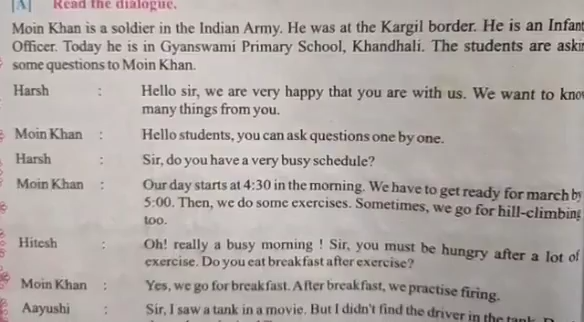 [A] Read the dialogue.
Moin Khan is a soldier in the Indian Army. He was at the Kargil border. He is an
Officer. Today he is in Gyanswami Primary School, Khandhali. The students are
some questions to Moin Khan.
Harsh : Hello sir, we are very happy that you are with us. We want to
many things from you.
Moin Khan : Hello students, you can ask questions one by one.
Harsh : Sir, do you have a very busy schedule?
Moin Khan : Our day starts at 4:30 in the morning. We have to get ready for march by
5:00. Then, we do some exercises. Sometimes, we go for hill-climbing
too.
Hitesh : Oh! really a busy morning ! Sir, you must be hungry after a lot of
exercise. Do you eat breakfast after exercise?
Moin Khan : Yes, we go for breakfast. After breakfast, we practise firing.
Aayushi : Sir, I saw a tank in a movie. But I didn't find the driver in the tank.